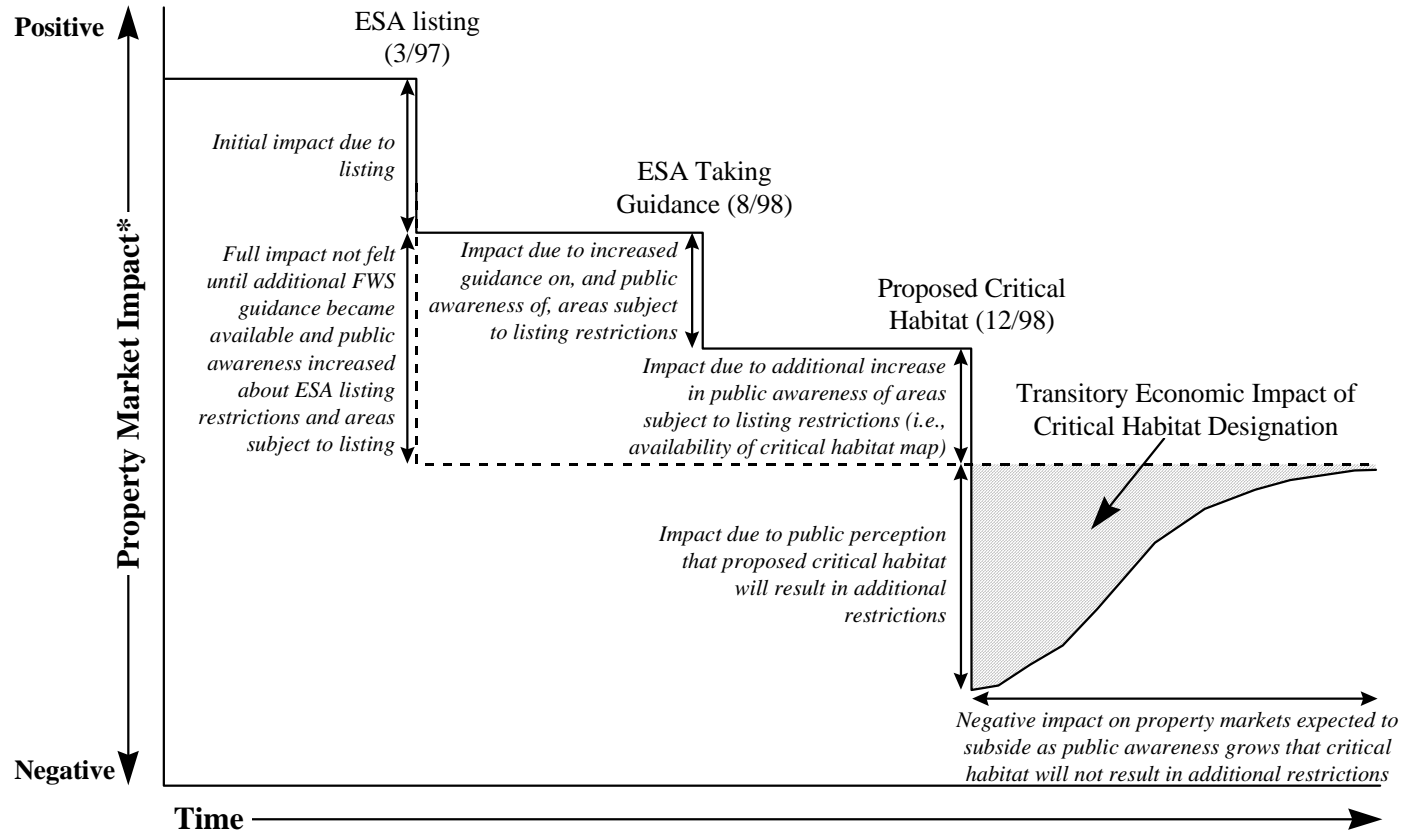 Positive
ESA listing
(3/97)
Initial impact due to
listing
ESA Taking
Guidance (8/98)
Full impact not felt
until additional FWS
guidance became
available and public
awareness increased
about ESA listing
restrictions and areas
subject to listing
Impact due to increased
guidance on, and public
awareness of, areas subject
to listing restrictions
Proposed Critical
Habitat (12/98)
Impact due to additional increase
in public awareness of areas
subject to listing restrictions (i.e.,
availability of critical habitat map)
Transitory Economic Impact of
Critical Habitat Designation
Property Market Impact*
Impact due to public perception
that proposed critical habitat
will result in additional
restrictions
Negative impact on property markets expected to
subside as public awareness grows that critical
habitat will not result in additional restrictions
Negative
Time